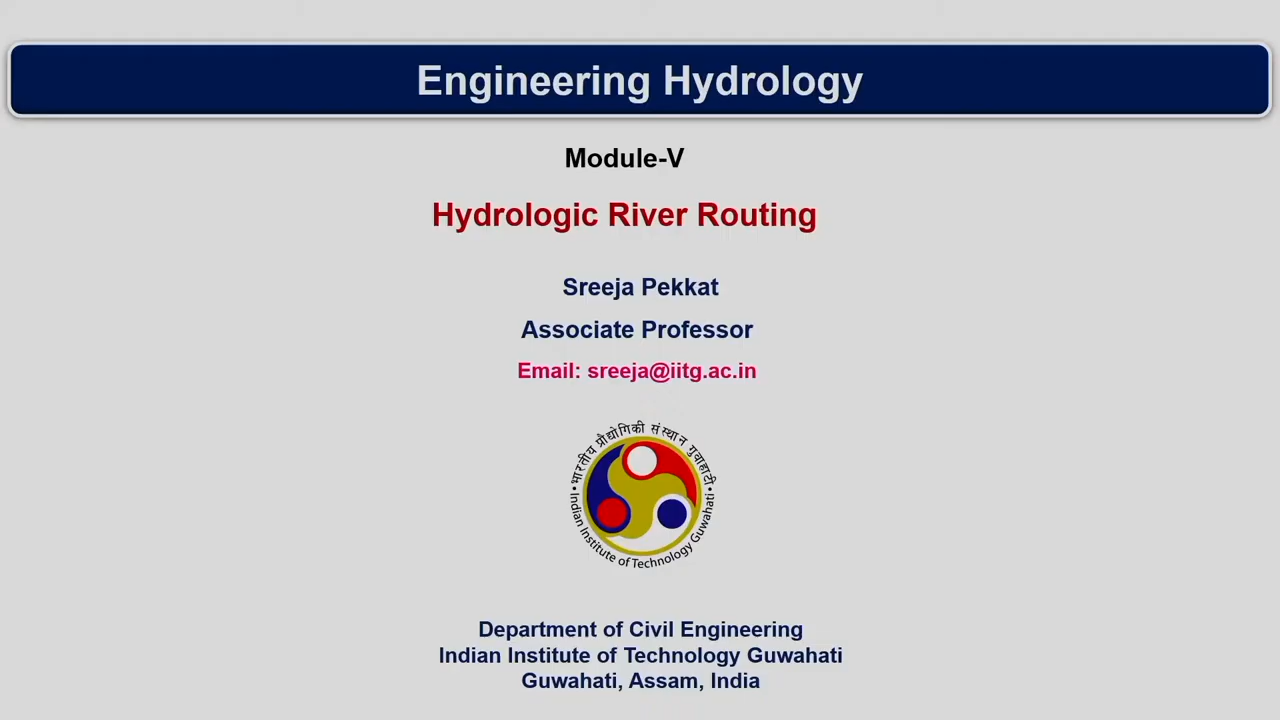 Engineering Hydrology
Module-V
Hydrologic River Routing
Sreeja Pekkat
Associate Professor
Email: sreeja@iitg.ac.in
भारतीय प्रौद्योगिकी संस्थान गुवाहाटी
Indian Institute of Technology Guwahati
Department of Civil Engineering
Indian Institute of Technology Guwahati
Guwahati, Assam, India